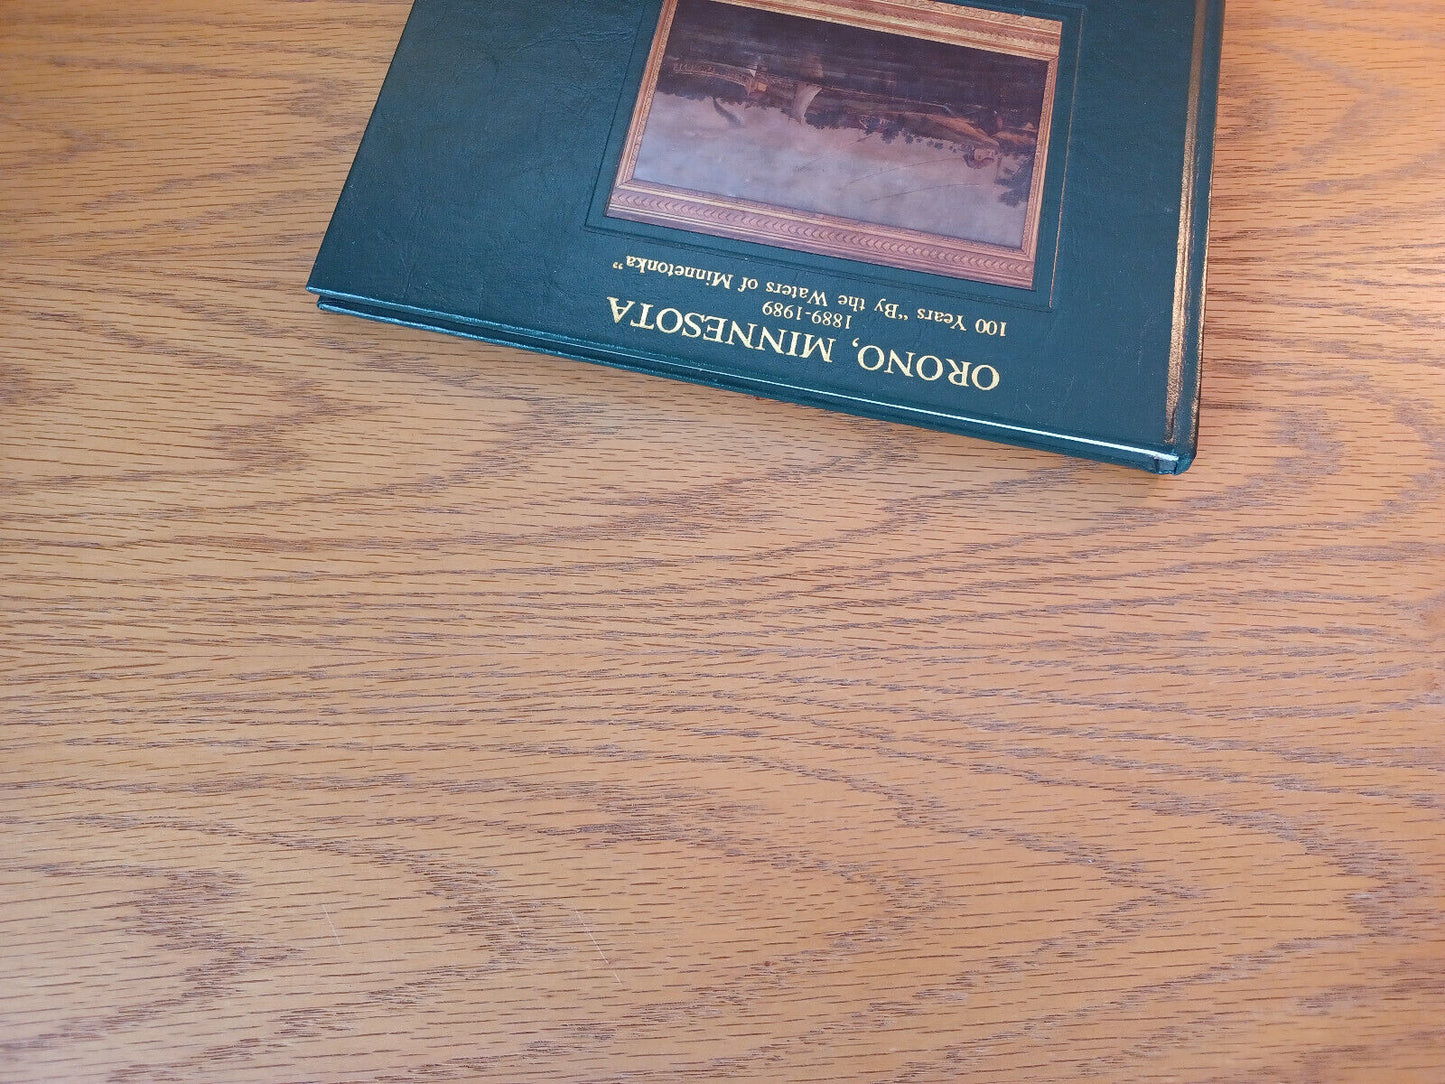 ORONO, MINNESOTA
1889-1989
100 Years “By the Waters of Minnetonka”